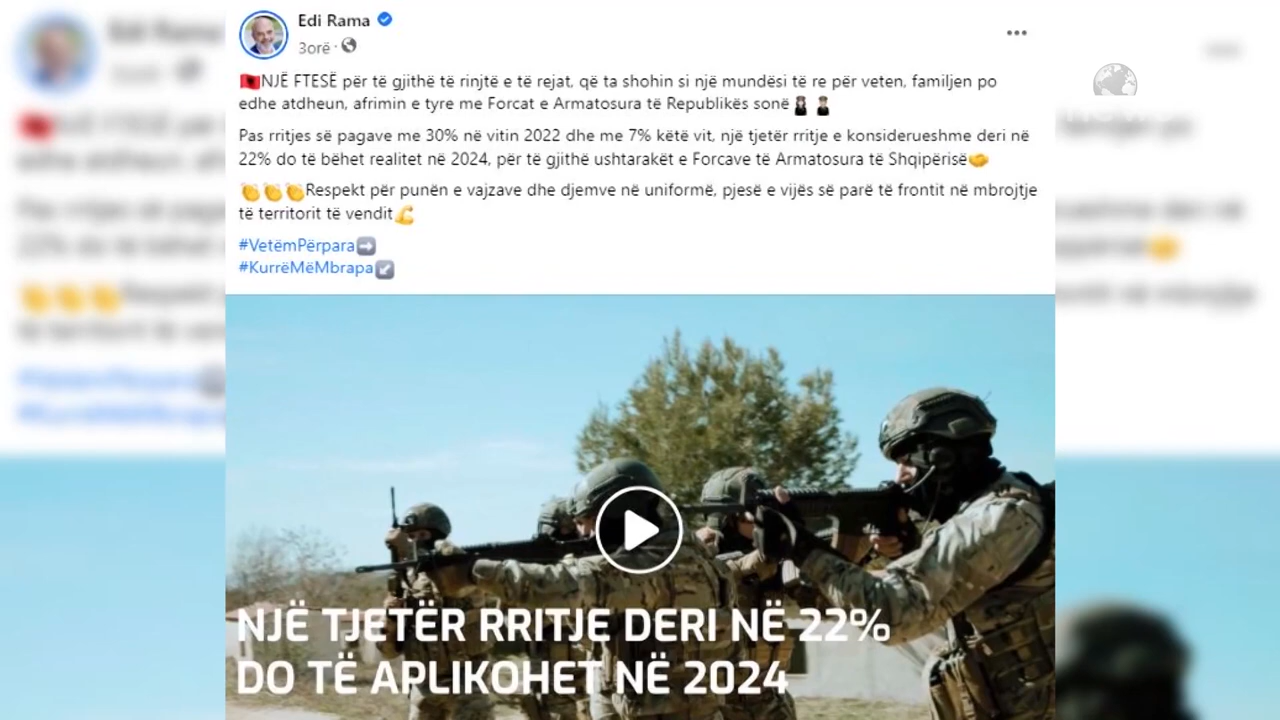 Edi Rama
3orë ·
NJË FTESË për të gjithë të rinjtë e të rejat, që ta shohin si një mundësi të re për veten, familjen po
edhe atdheun, afrimin e tyre me Forcat e Armatosura të Republikës sonë
Pas rritjes së pagave me 30% në vitin 2022 dhe me 7% këtë vit, një tjetër rritje e konsiderueshme deri në
22% do të bëhet realitet në 2024, për të gjithë ushtarakët e Forcave të Armatosura të Shqipërisë
Respekt për punën e vajzave dhe djemve në uniformë, pjesë e vijës së parë të frontit në mbrojtje
të territorit të vendit
#VetëmPërpara
#KurrëMëMbrapa
NJË TJETËR RRITJE DERI NË 22%
DO TË APLIKOHET NË 2024